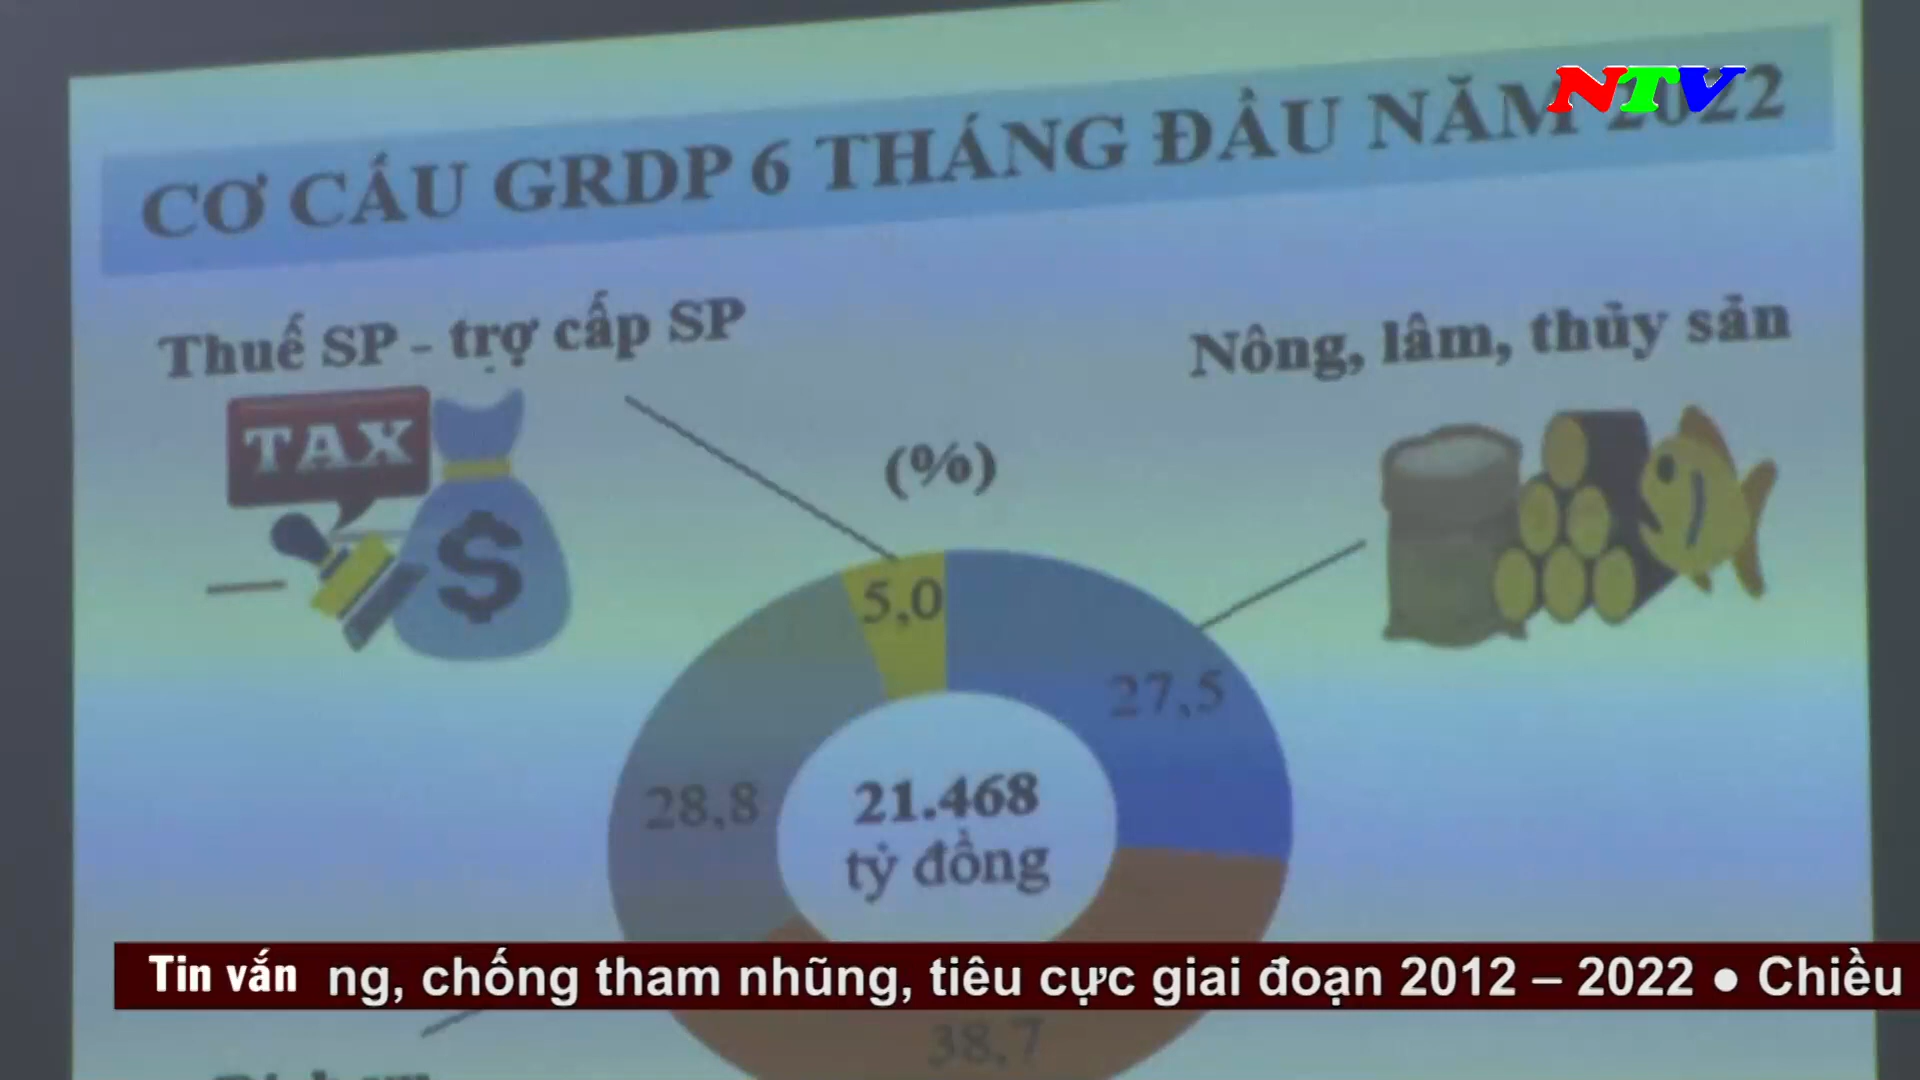 NTV
CƠ CẤU GRDP 6 THÁNG ĐẦU NĂM 2022
Thuế SP - trợ cấp SP
Nông, lâm, thủy sản
TAX
(%)
$
5,0
27,5
28,8
21.468
tỷ đồng
Tin vắn ng, chống tham nhũng, tiêu cực giai đoạn 2012 – 2022 ● Chiều
38,7